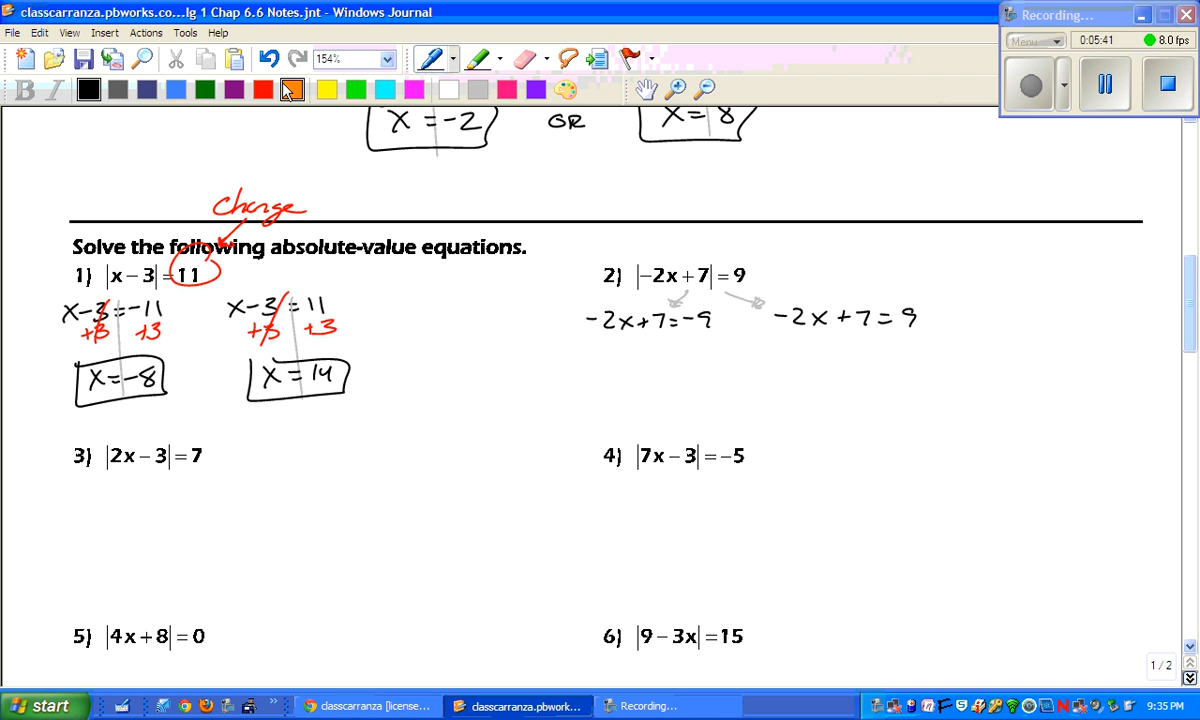 classcarranza.pbworks.co...lg 1 Chap 6.6 Notes.jnt - Windows Journal
Recording...
File Edit View Insert Actions Tools Help
Menu 0:05:41 8.0 fps
154%
B I
x = -2 OR x = 8
Change
Solve the following absolute-value equations.
1) |x – 3| = 11
2) |–2x + 7| = 9
x-3 = -11 x-3 = 11
-2x+7=-9 -2x+7=9
+3 +3 +3 +3
x=-8 x = 14
3) |2x – 3| = 7
4) |7x – 3| = –5
5) |4x + 8| = 0
6) |9 – 3x| = 15
1 / 2
start classcarranza [license... classcarranza.pbwork... Recording... 9:35 PM